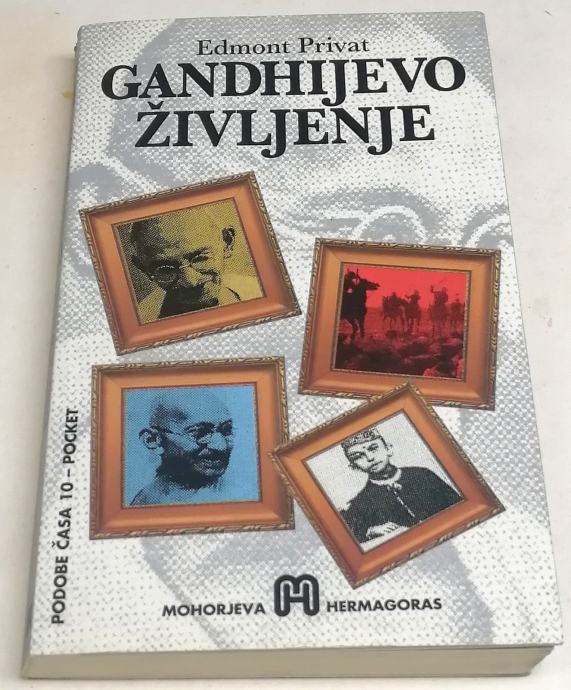 Edmont Privat
GANDHIJEVO
ŽIVLJENJE
PODOBE ČASA 10 – POCKET
MOHORJEVA HERMAGORAS